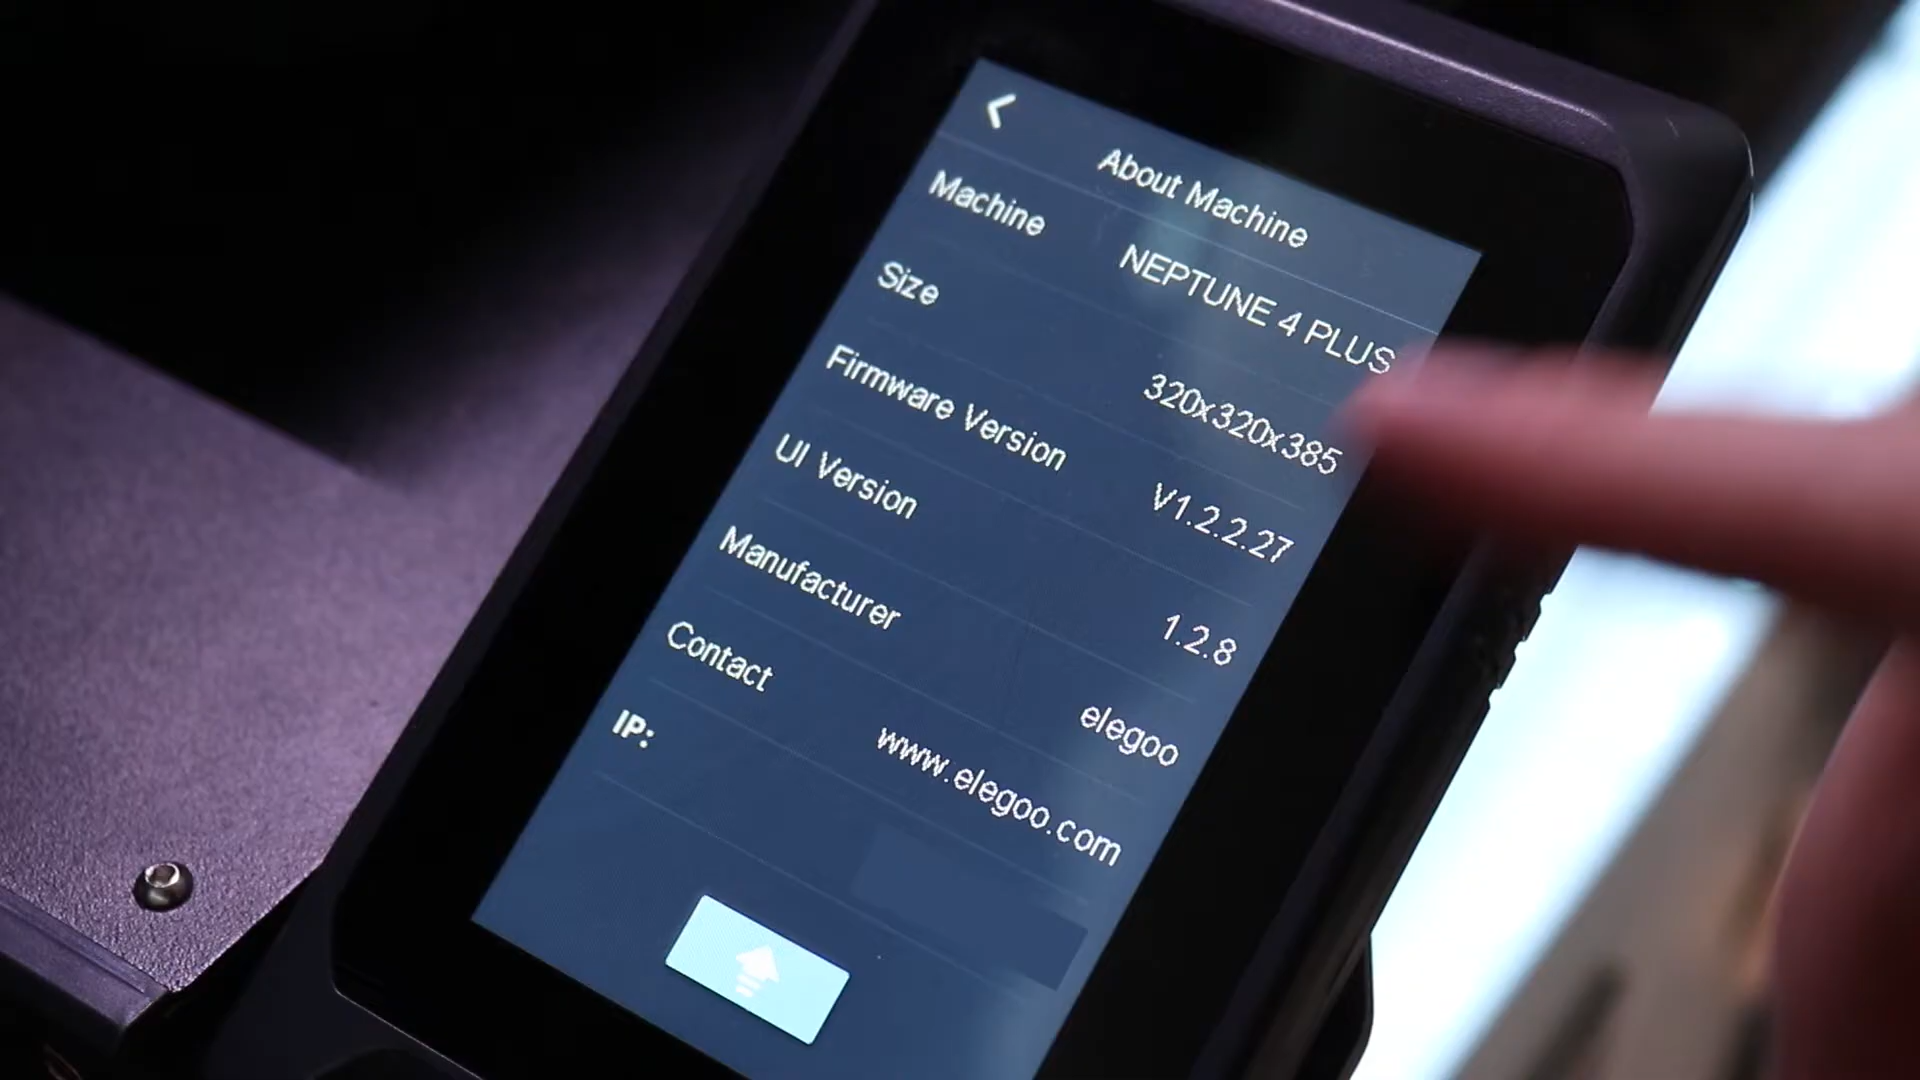 About Machine
Machine NEPTUNE 4 PLUS
Size 320x320x385
Firmware Version V1.2.2.27
UI Version 1.2.8
Manufacturer elegoo
Contact www.elegoo.com
IP: